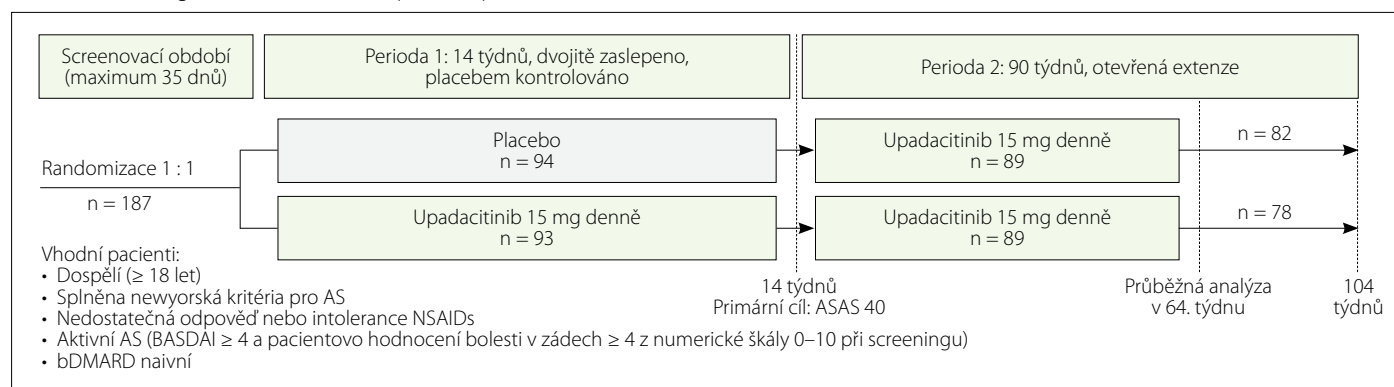 Screenovací období
(maximum 35 dnů)
Perioda 1: 14 týdnů, dvojitě zaslepeno,
placebem kontrolováno
Perioda 2: 90 týdnů, otevřená extenze
Randomizace 1 : 1
n = 187
Placebo
n = 94
Upadacitinib 15 mg denně
n = 89
n = 82
Upadacitinib 15 mg denně
n = 93
Upadacitinib 15 mg denně
n = 89
n = 78
Vhodní pacienti:
• Dospělí (≥ 18 let)
• Splněna newyorská kritéria pro AS
• Nedostatečná odpověď nebo intolerance NSAIDs
• Aktivní AS (BASDAI ≥ 4 a pacientovo hodnocení bolesti v zádech ≥ 4 z numerické škály 0–10 při screeningu)
• bDMARD naivní
14 týdnů
Primární cíl: ASAS 40
Průběžná analýza
v 64. týdnu
104
týdnů